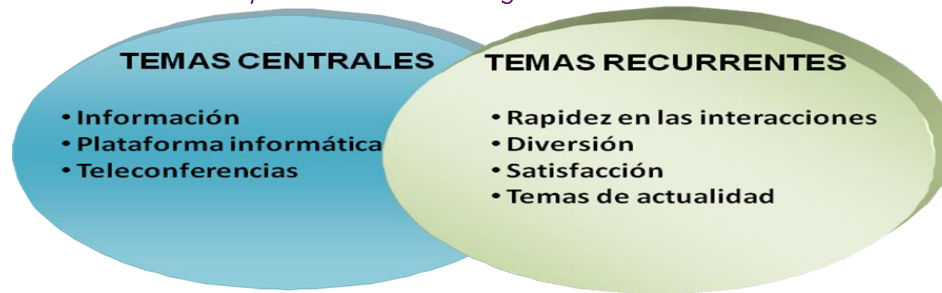 TEMAS CENTRALES
• Información
• Plataforma informática
• Teleconferencias
TEMAS RECURRENTES
• Rapidez en las interacciones
• Diversión
• Satisfacción
• Temas de actualidad